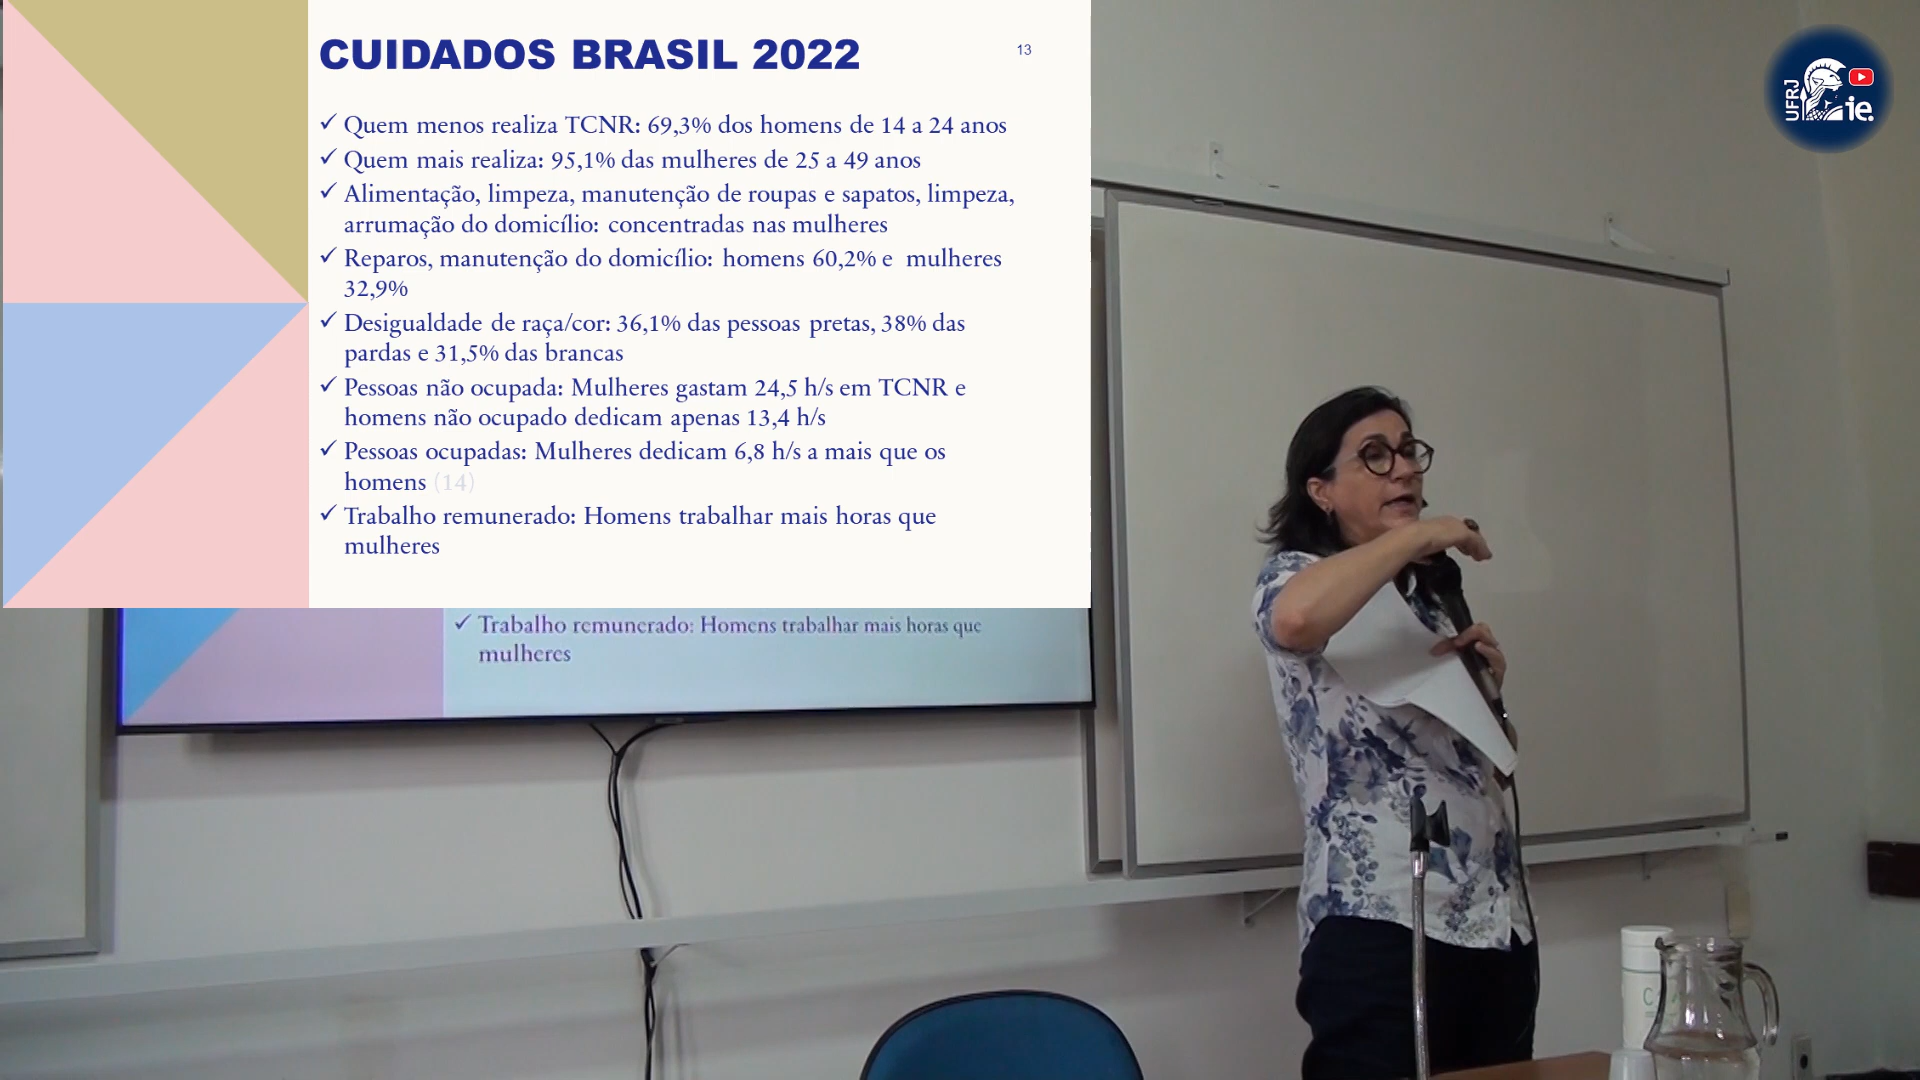 CUIDADOS BRASIL 2022
13
✓ Quem menos realiza TCNR: 69,3% dos homens de 14 a 24 anos
✓ Quem mais realiza: 95,1% das mulheres de 25 a 49 anos
✓ Alimentação, limpeza, manutenção de roupas e sapatos, limpeza,
arrumação do domicílio: concentradas nas mulheres
✓ Reparos, manutenção do domicílio: homens 60,2% e mulheres
32,9%
✓ Desigualdade de raça/cor: 36,1% das pessoas pretas, 38% das
pardas e 31,5% das brancas
✓ Pessoas não ocupada: Mulheres gastam 24,5 h/s em TCNR e
homens não ocupado dedicam apenas 13,4 h/s
✓ Pessoas ocupadas: Mulheres dedicam 6,8 h/s a mais que os
homens (14)
✓ Trabalho remunerado: Homens trabalhar mais horas que
mulheres
✓ Trabalho remunerado: Homens trabalhar mais horas que
mulheres
UFRJ
ie.